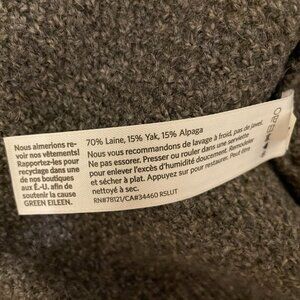 Nous aimerions re-
voir nos vêtements!
Rapportez-les pour
recyclage dans une
de nos boutiques
aux É.-U. afin de
soutenir la cause
GREEN EILEEN.
70% Laine, 15% Yak, 15% Alpaga
Nous vous recommandons de lavage à froid, pas de javel.
Ne pas essorer. Presser ou rouler dans une serviette
pour enlever l'excès d'humidité doucement. Remodeler
et sécher à plat. Appuyez sur pour restaurer. Peut être
nettoyé à sec.
RN#78121/CA#34460 R5LUT